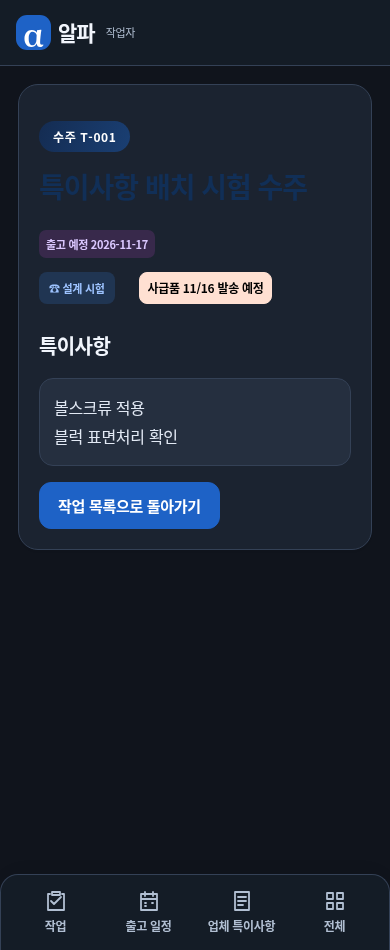 α 알파 작업자
수주 T-001
특이사항 배치 시험 수주
출고 예정 2026-11-17
☎ 설계 시험 사급품 11/16 발송 예정
특이사항
볼스크류 적용
블럭 표면처리 확인
작업 목록으로 돌아가기
작업 출고 일정 업체 특이사항 전체